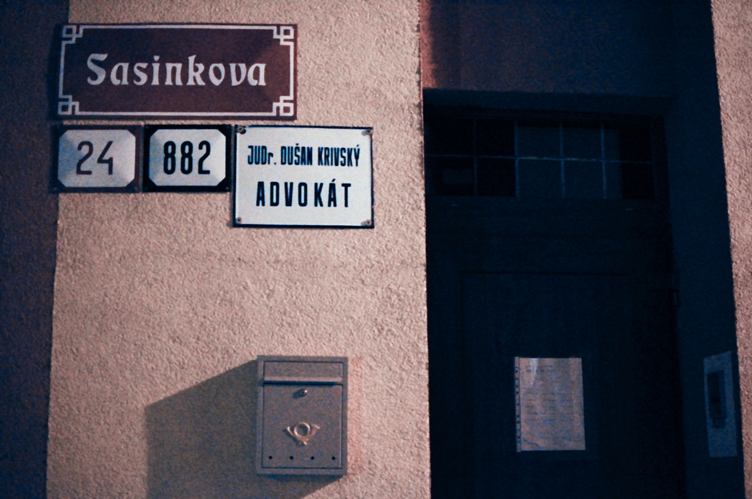 Sasinkova
24
882
JUDr. DUŠAN KRIVSKÝ
ADVOKÁT